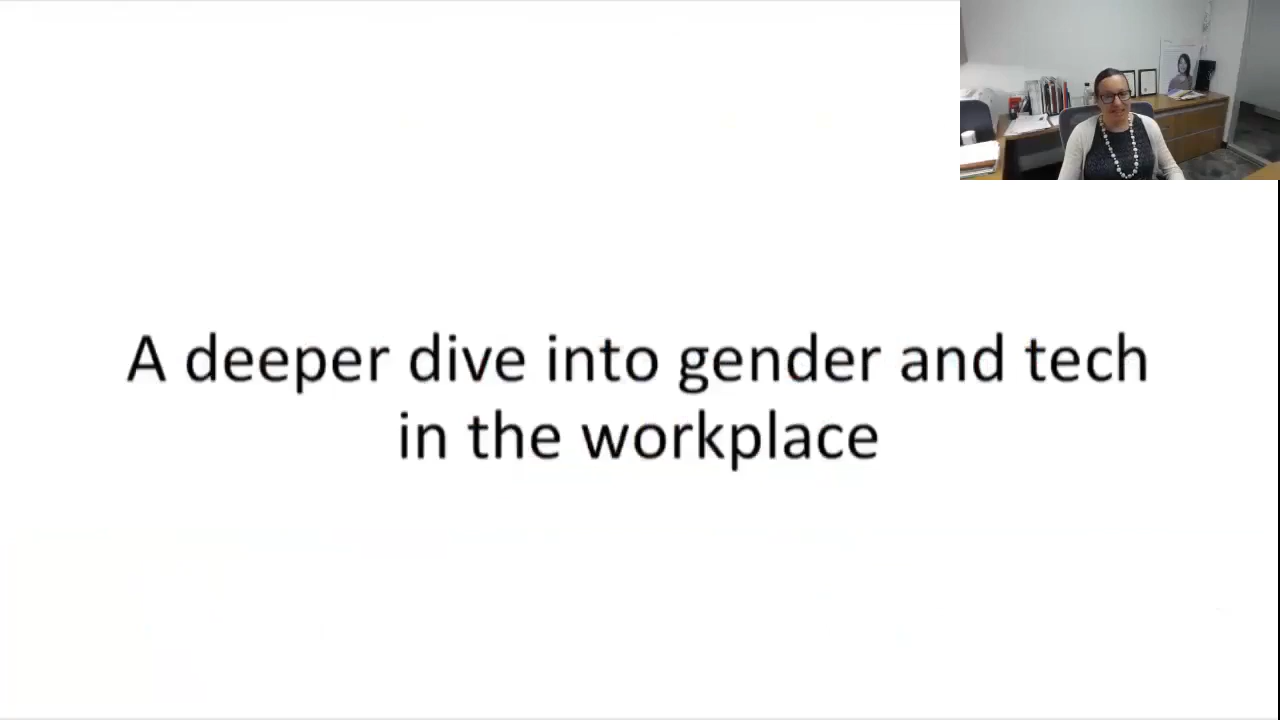 A deeper dive into gender and tech
in the workplace